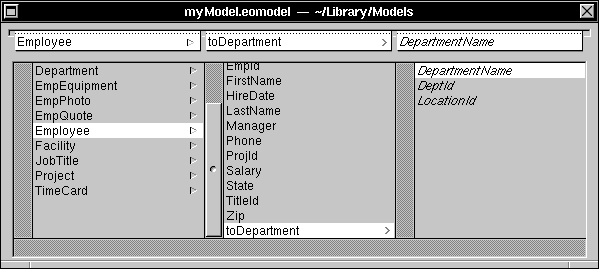 myModel.eomodel — ~/Library/Models
Employee
toDepartment
DepartmentName
Department
EmpEquipment
EmpPhoto
EmpQuote
Employee
Facility
JobTitle
Project
TimeCard
EmpId
FirstName
HireDate
LastName
Manager
Phone
ProjId
Salary
State
TitleId
Zip
toDepartment
DepartmentName
DeptId
LocationId